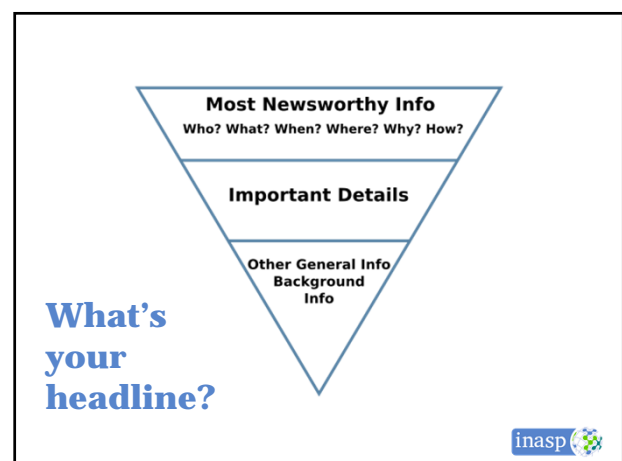 Most Newsworthy Info
Who? What? When? Where? Why? How?
Important Details
Other General Info
Background
Info
What’s
your
headline?
inasp